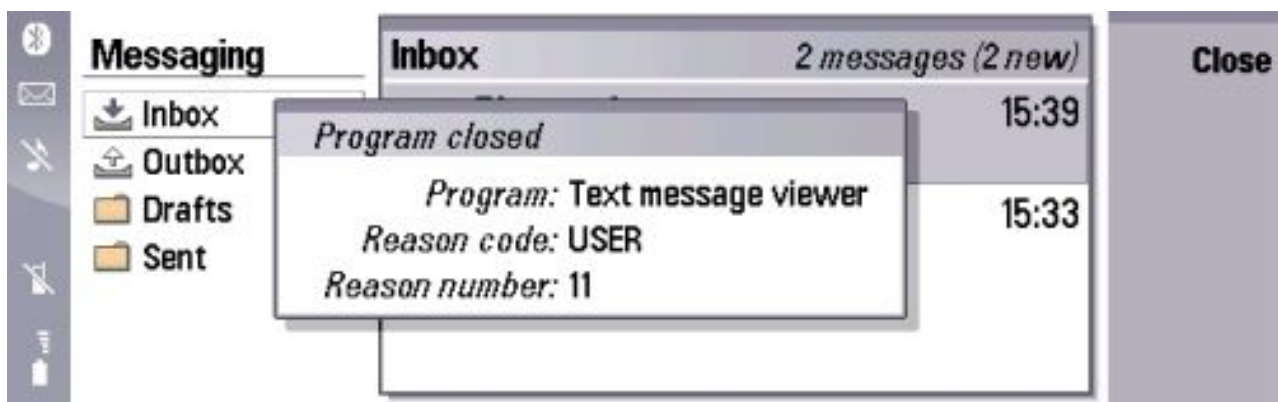 Messaging
Inbox
Outbox
Drafts
Sent
Inbox 2 messages (2 new)
15:39
15:33
Program closed
Program: Text message viewer
Reason code: USER
Reason number: 11
Close